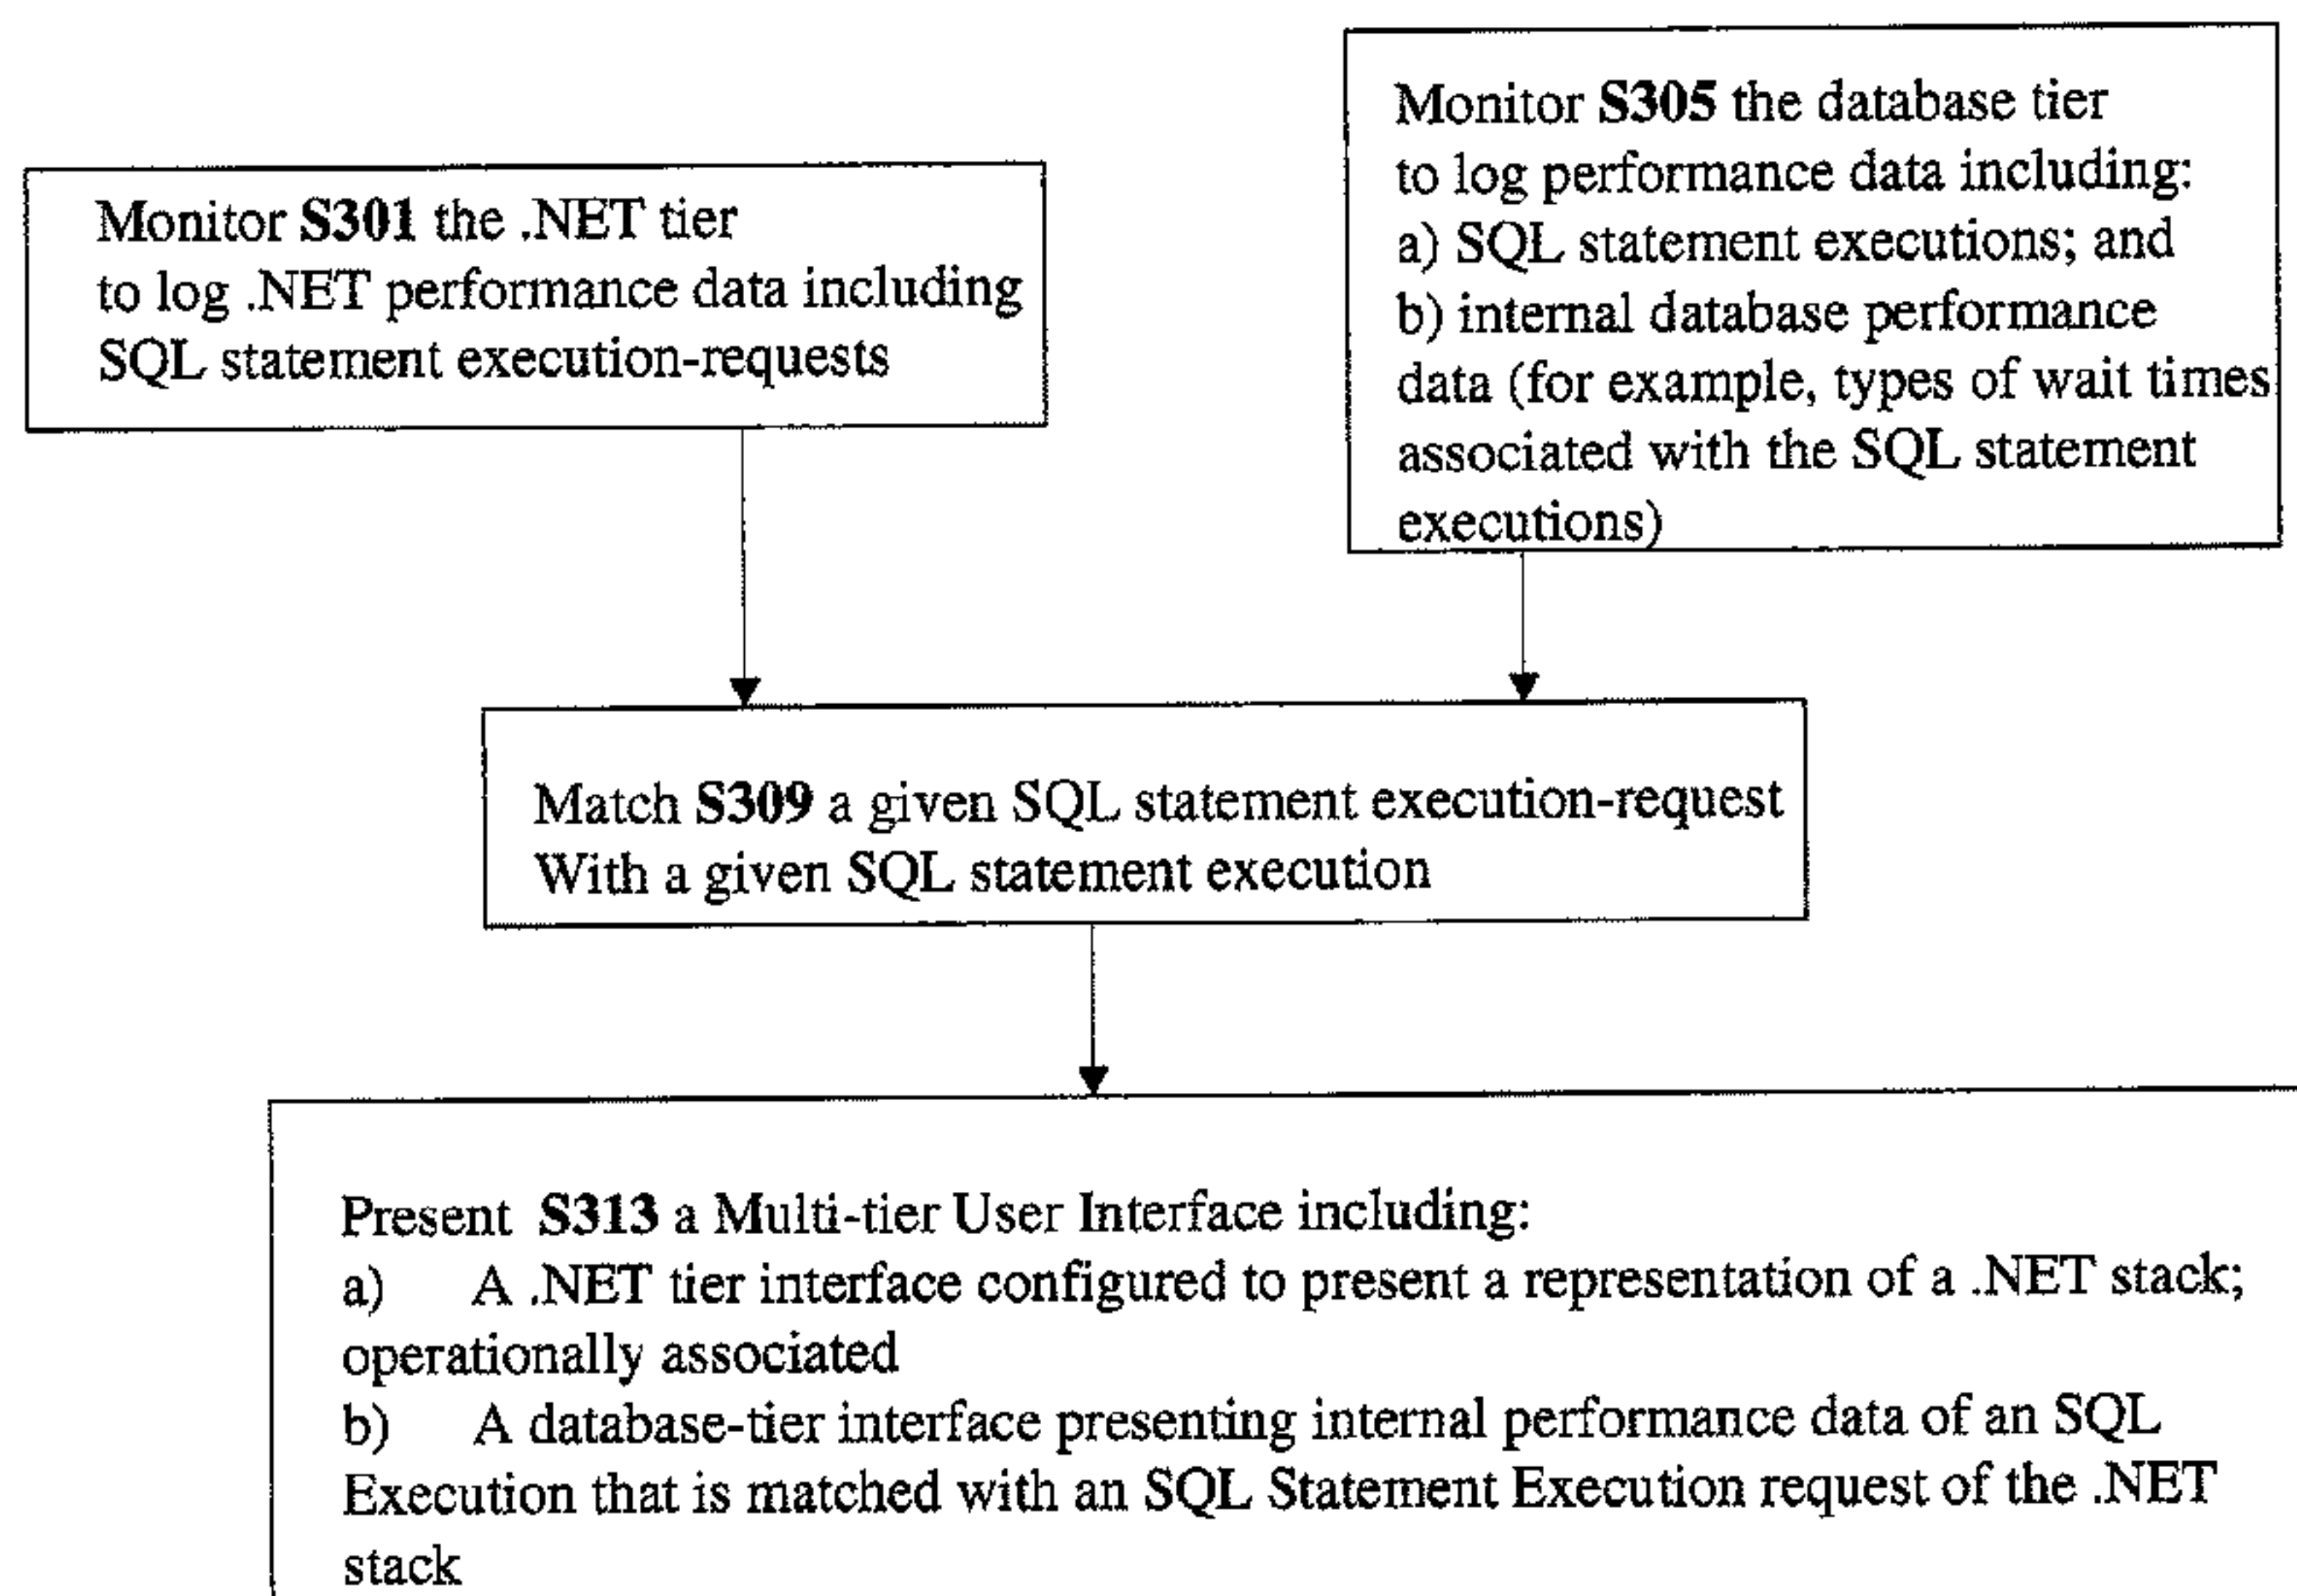 Monitor S301 the .NET tier
to log .NET performance data including
SQL statement execution-requests
Monitor S305 the database tier
to log performance data including:
a) SQL statement executions; and
b) internal database performance
data (for example, types of wait times
associated with the SQL statement
executions)
Match S309 a given SQL statement execution-request
With a given SQL statement execution
Present S313 a Multi-tier User Interface including:
a) A .NET tier interface configured to present a representation of a .NET stack;
operationally associated
b) A database-tier interface presenting internal performance data of an SQL
Execution that is matched with an SQL Statement Execution request of the .NET
stack